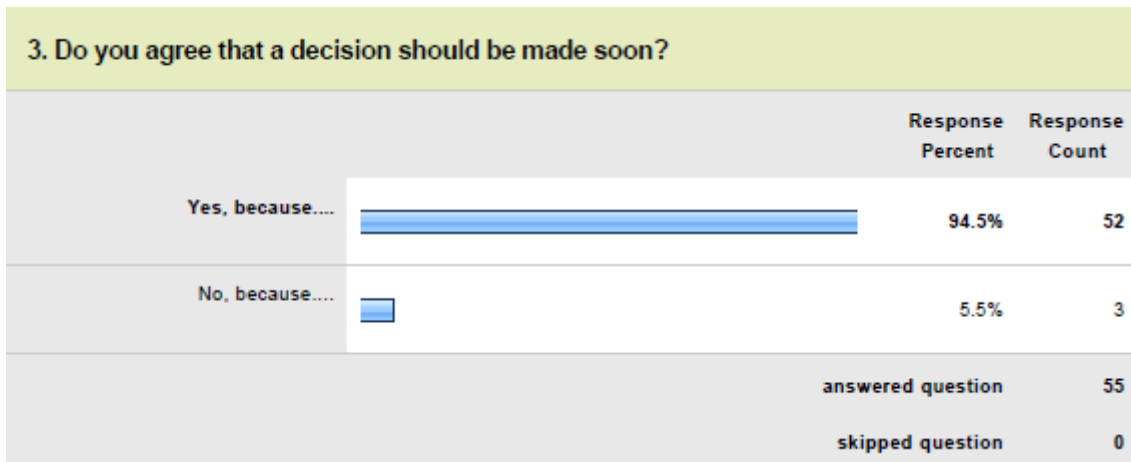 3. Do you agree that a decision should be made soon?
Response Response
Percent Count
Yes, because.... 94.5% 52
No, because.... 5.5% 3
answered question 55
skipped question 0